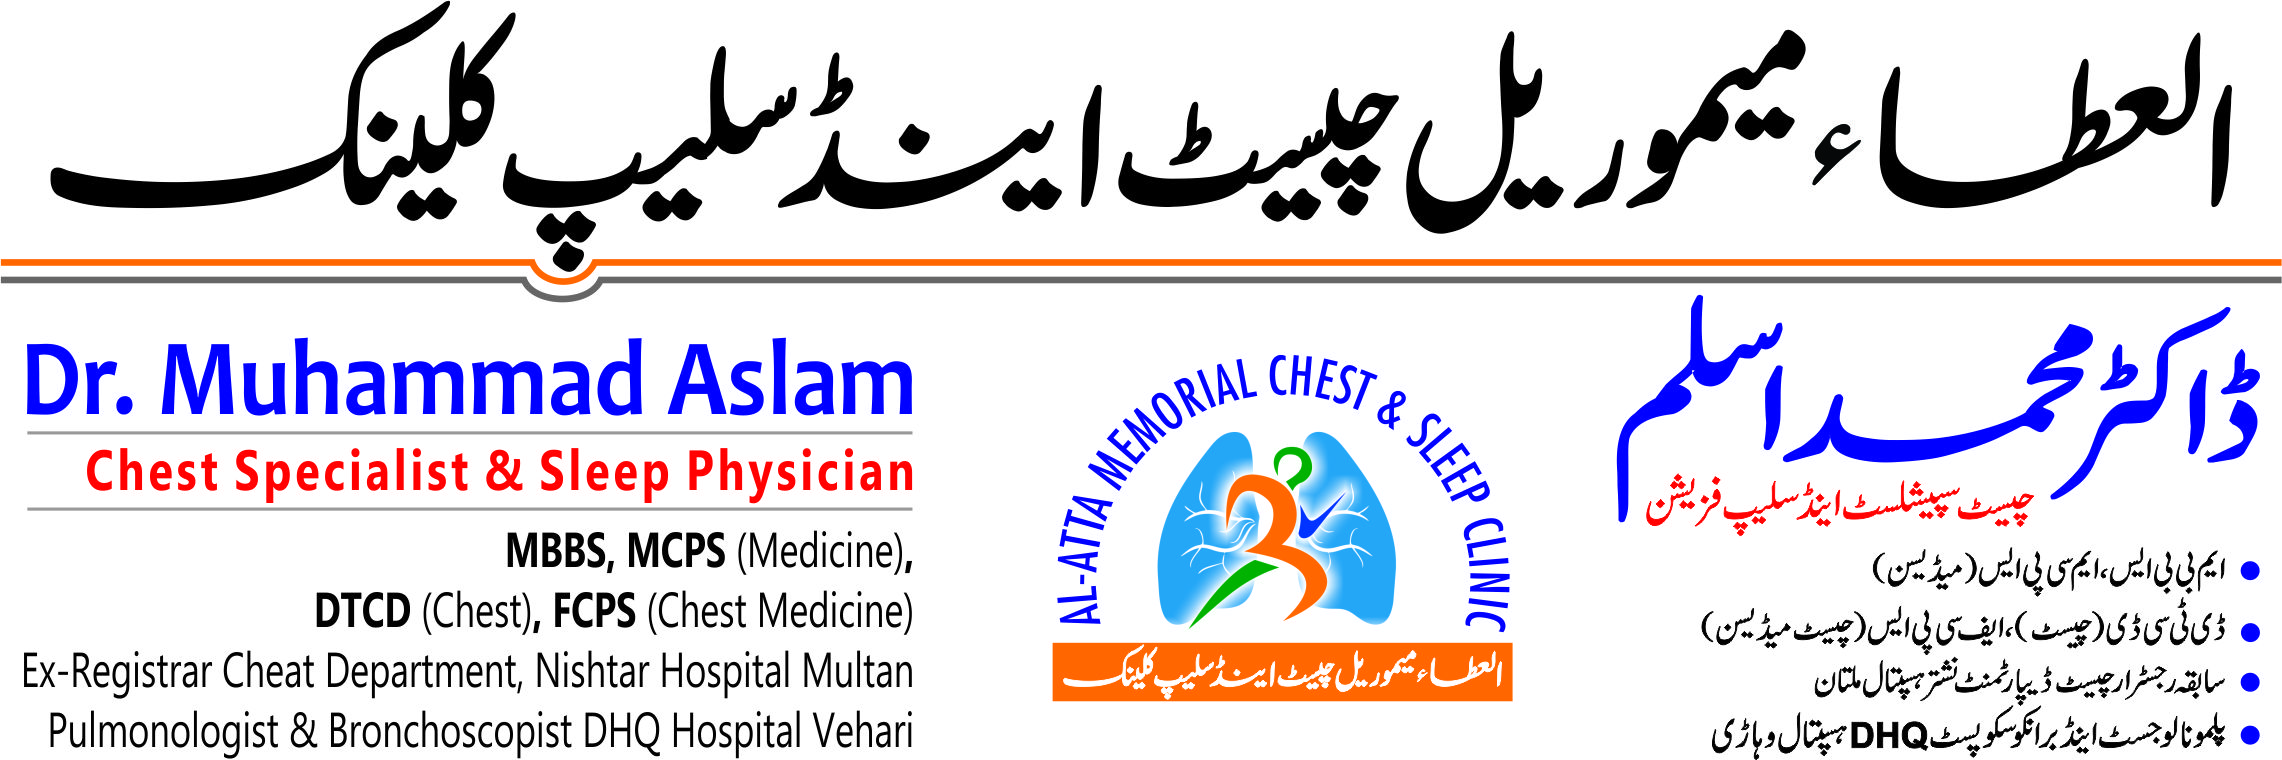 العطاء میموریل چیسٹ اینڈ سلیپ کلینک
Dr. Muhammad Aslam
Chest Specialist & Sleep Physician
MBBS, MCPS (Medicine),
DTCD (Chest), FCPS (Chest Medicine)
Ex-Registrar Cheat Department, Nishtar Hospital Multan
Pulmonologist & Bronchoscopist DHQ Hospital Vehari
AL-ATTA MEMORIAL CHEST & SLEEP CLINIC
العطاء میموریل چیسٹ اینڈ سلیپ کلینک
ڈاکٹر محمد اسلم
چیسٹ سپیشلسٹ اینڈ سلیپ فزیشن
● ایم بی بی ایس، ایم سی پی ایس (میڈیسن)
● ڈی ٹی سی ڈی (چیسٹ)، ایف سی پی ایس (چیسٹ میڈیسن)
● سابقہ رجسٹرار چیسٹ ڈیپارٹمنٹ نشتر ہسپتال ملتان
● پلمونالوجسٹ اینڈ برانکوسکوپسٹ DHQ ہسپتال وہاڑی